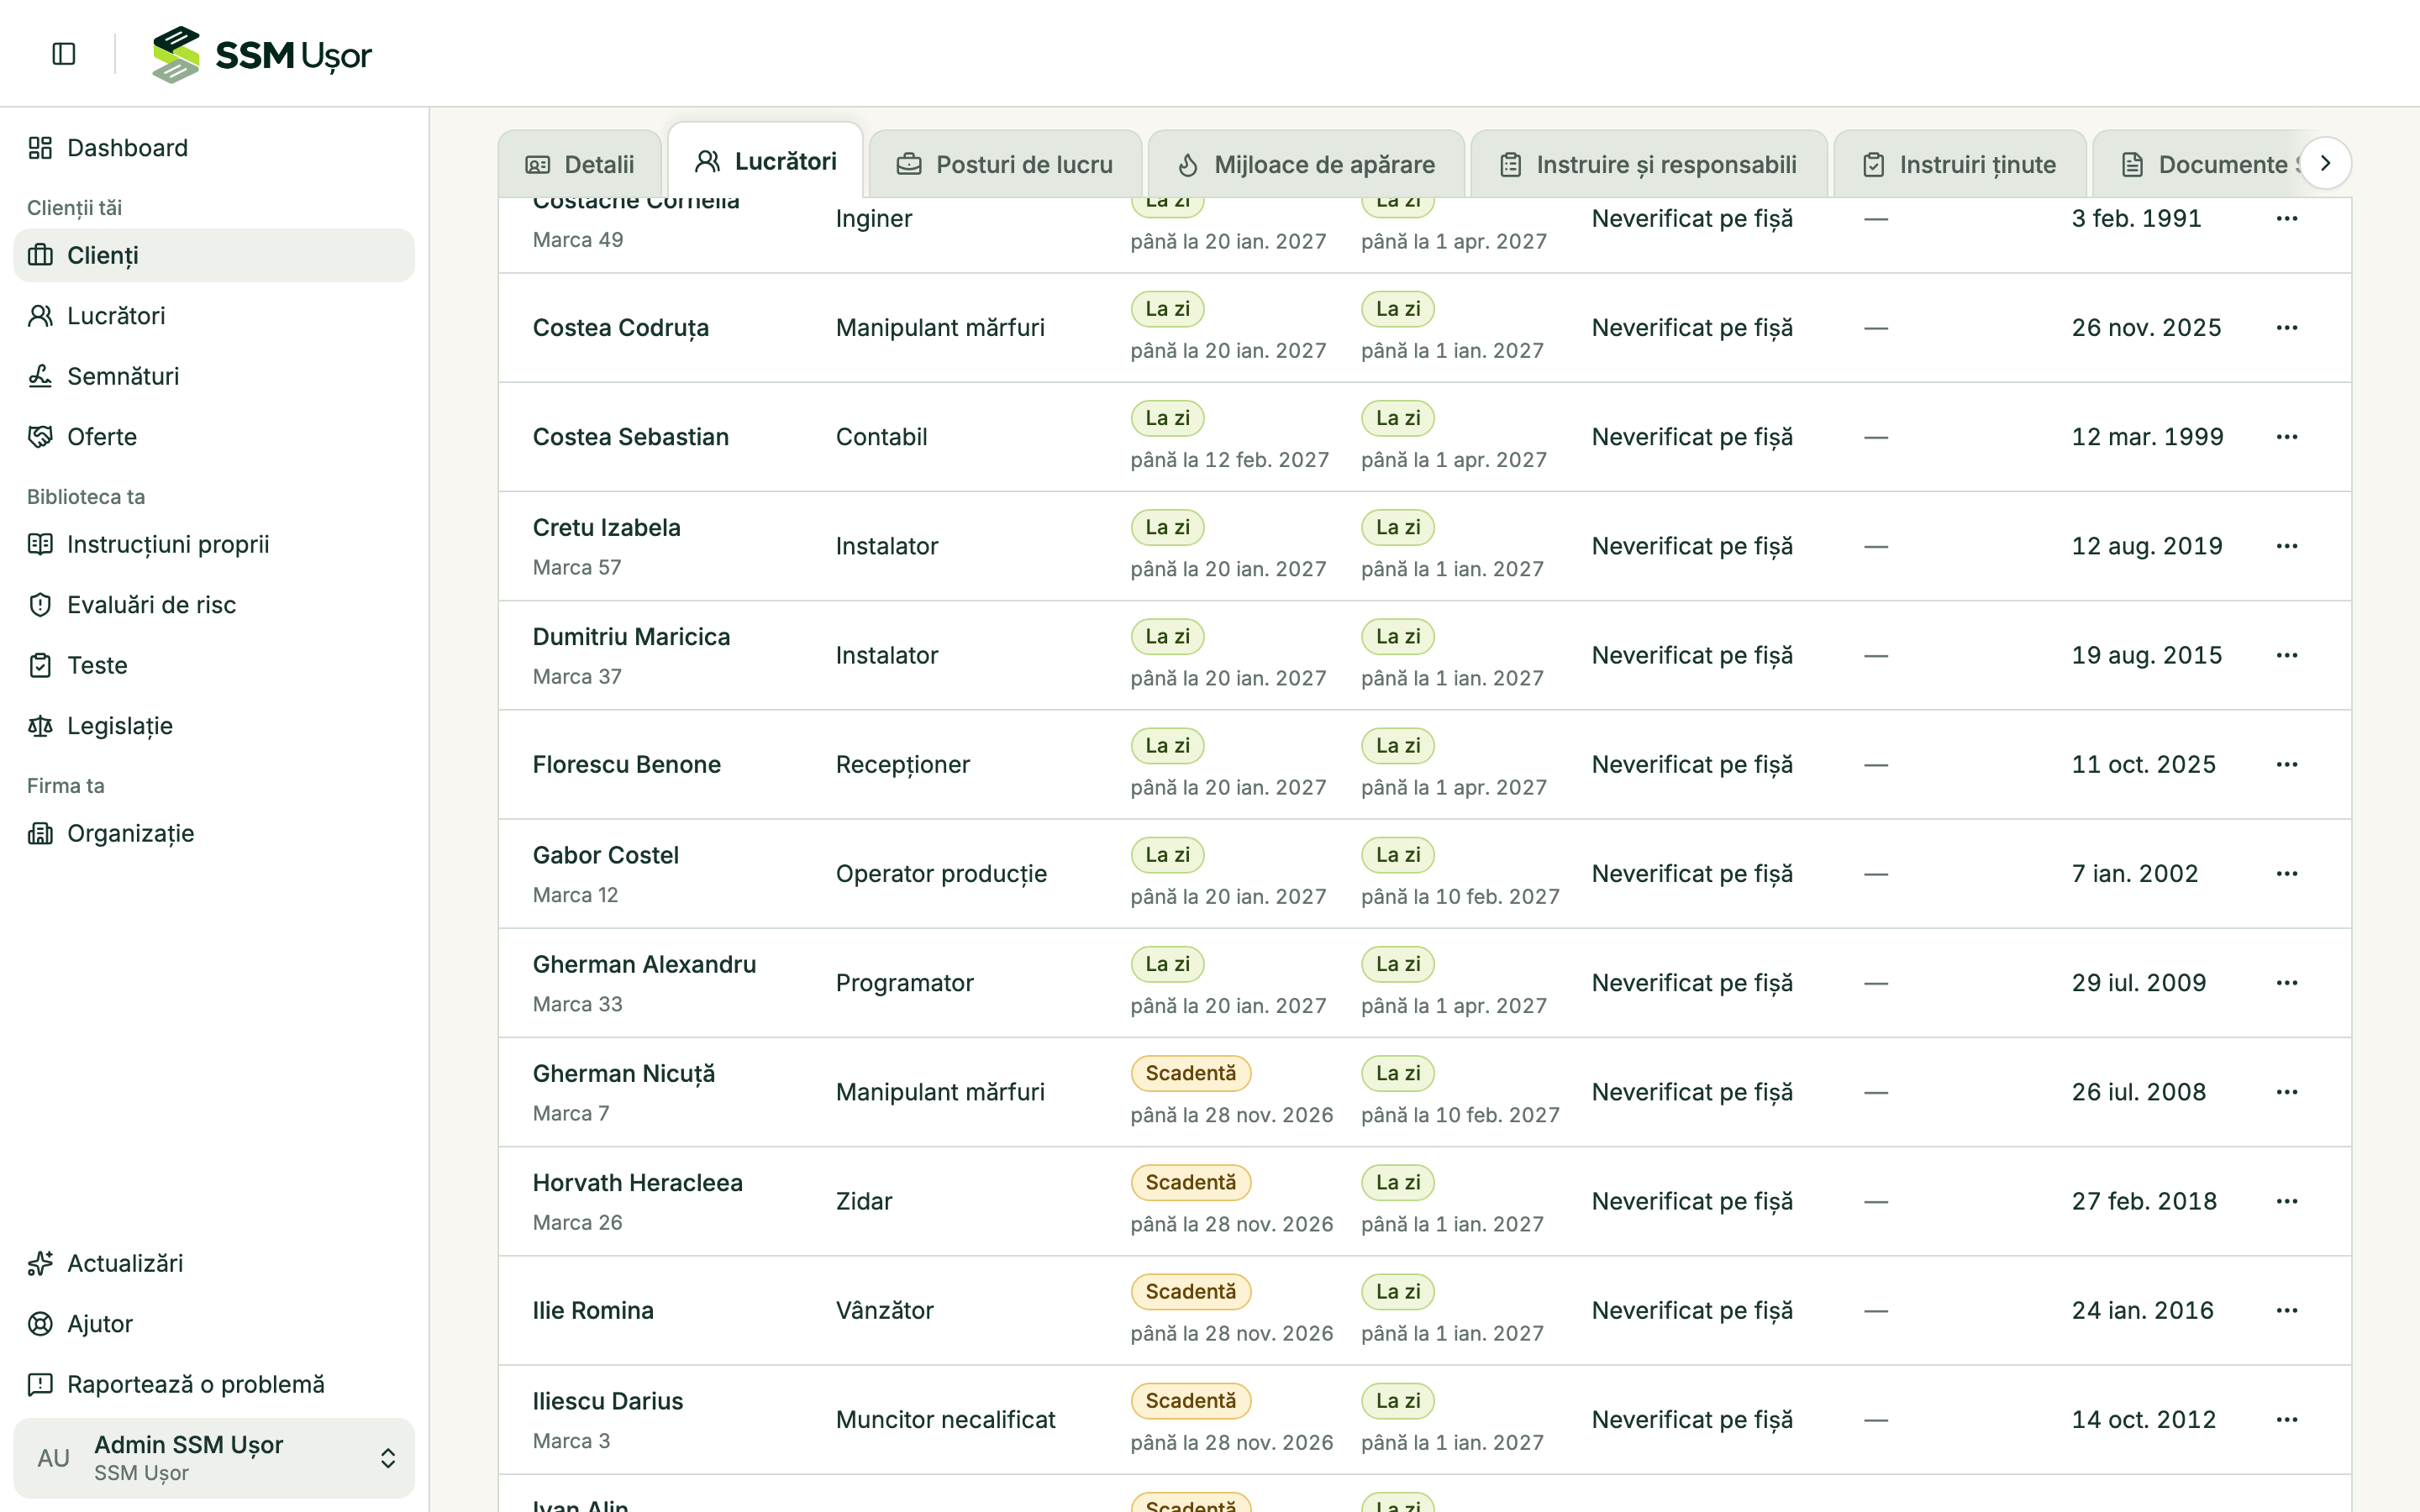 SSM Ușor
Dashboard
Clienții tăi
Clienți
Lucrători
Semnături
Oferte
Biblioteca ta
Instrucțiuni proprii
Evaluări de risc
Teste
Legislație
Firma ta
Organizație
Actualizări
Ajutor
Raportează o problemă
AU
Admin SSM Ușor
SSM Ușor
Detalii
Lucrători
Posturi de lucru
Mijloace de apărare
Instruire și responsabili
Instruiri ținute
Documente
Costache Cornelia
Marca 49
Inginer
La zi
până la 20 ian. 2027
La zi
până la 1 apr. 2027
Neverificat pe fișă
—
3 feb. 1991
Costea Codruța
Manipulant mărfuri
La zi
până la 20 ian. 2027
La zi
până la 1 ian. 2027
Neverificat pe fișă
—
26 nov. 2025
Costea Sebastian
Contabil
La zi
până la 12 feb. 2027
La zi
până la 1 apr. 2027
Neverificat pe fișă
—
12 mar. 1999
Cretu Izabela
Marca 57
Instalator
La zi
până la 20 ian. 2027
La zi
până la 1 ian. 2027
Neverificat pe fișă
—
12 aug. 2019
Dumitriu Maricica
Marca 37
Instalator
La zi
până la 20 ian. 2027
La zi
până la 1 ian. 2027
Neverificat pe fișă
—
19 aug. 2015
Florescu Benone
Recepționer
La zi
până la 20 ian. 2027
La zi
până la 1 apr. 2027
Neverificat pe fișă
—
11 oct. 2025
Gabor Costel
Marca 12
Operator producție
La zi
până la 20 ian. 2027
La zi
până la 10 feb. 2027
Neverificat pe fișă
—
7 ian. 2002
Gherman Alexandru
Marca 33
Programator
La zi
până la 20 ian. 2027
La zi
până la 1 apr. 2027
Neverificat pe fișă
—
29 iul. 2009
Gherman Nicuță
Marca 7
Manipulant mărfuri
Scadentă
până la 28 nov. 2026
La zi
până la 10 feb. 2027
Neverificat pe fișă
—
26 iul. 2008
Horvath Heracleea
Marca 26
Zidar
Scadentă
până la 28 nov. 2026
La zi
până la 1 ian. 2027
Neverificat pe fișă
—
27 feb. 2018
Ilie Romina
Vânzător
Scadentă
până la 28 nov. 2026
La zi
până la 1 ian. 2027
Neverificat pe fișă
—
24 ian. 2016
Iliescu Darius
Marca 3
Muncitor necalificat
Scadentă
până la 28 nov. 2026
La zi
până la 1 ian. 2027
Neverificat pe fișă
—
14 oct. 2012
Ivan Alin
Scadentă
La zi